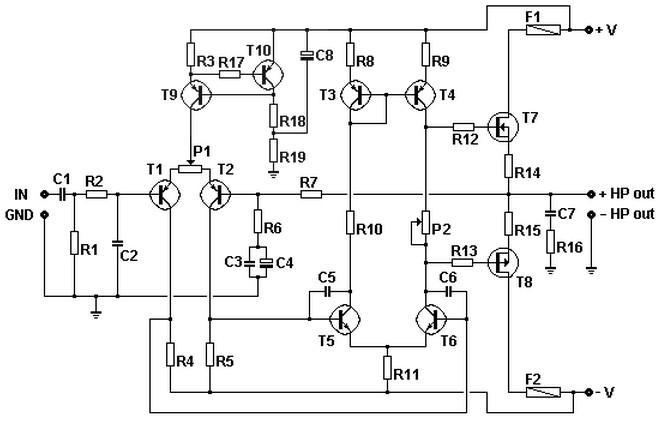 F1
+ V
T10
R3
R17
C8
R8
R9
T9
T3
T4
R18
T7
R12
P1
R19
R14
T1
T2
C1
R2
R7
IN
+ HP out
GND
C7
- HP out
R6
R10
P2
R15
R1
C2
R16
R13
C3
C4
C5
C6
T8
T5
T6
R4
R5
R11
F2
- V